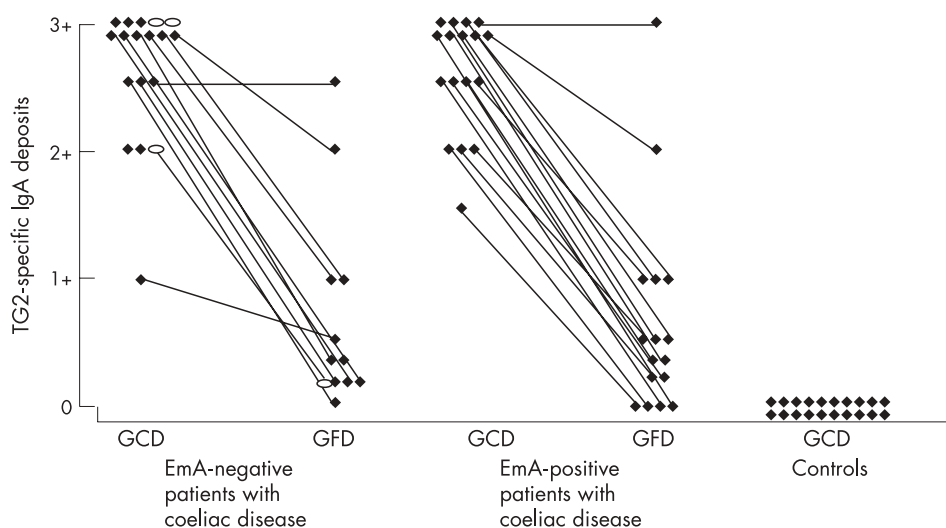 TG2-specific IgA deposits
3+
2+
1+
0
GCD GFD GCD GFD GCD
EmA-negative
patients with
coeliac disease
EmA-positive
patients with
coeliac disease
Controls